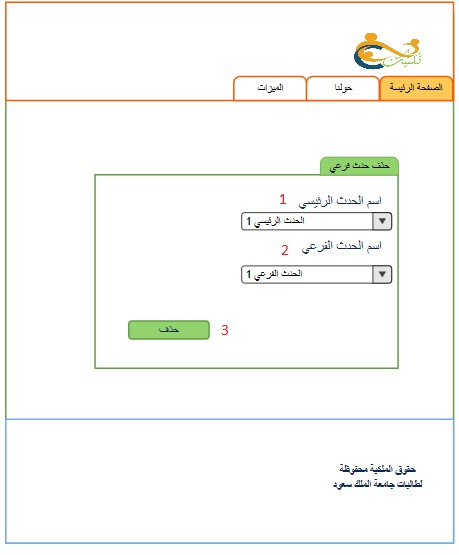 الصفحة الرئيسة
حولنا
الميزات
حذف حدث فرعي
اسم الحدث الرئيسي 1
الحدث الرئيسي 1
اسم الحدث الفرعي 2
الحدث الفرعي 1
حذف 3
حقوق الملكية محفوظة
لطالبات جامعة الملك سعود